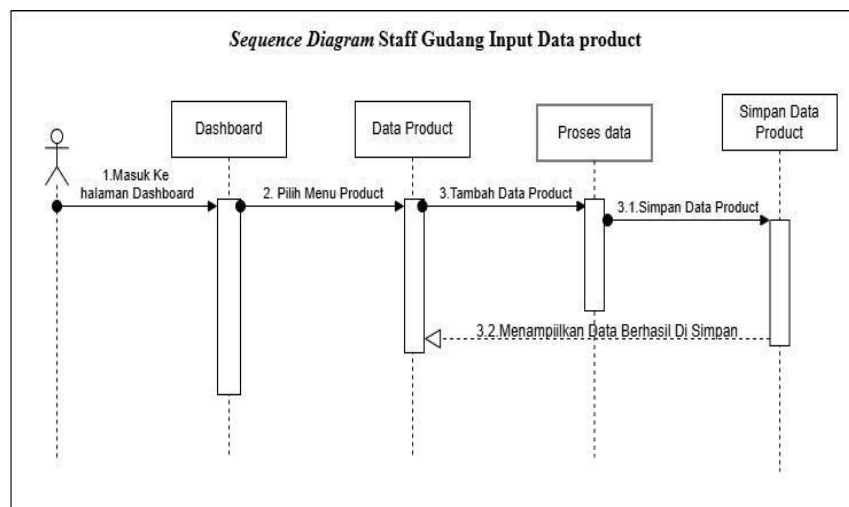 Sequence Diagram Staff Gudang Input Data product
Dashboard
Data Product
Proses data
Simpan Data
Product
1.Masuk Ke
halaman Dashboard
2. Pilih Menu Product
3.Tambah Data Product
3.1.Simpan Data Product
3.2.Menampiilkan Data Berhasil Di Simpan